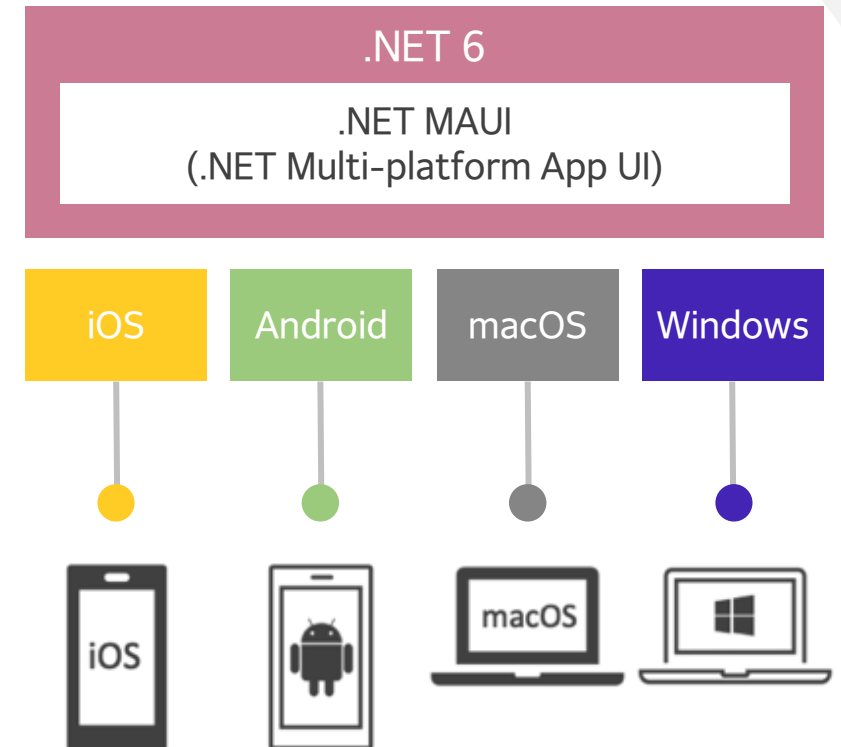 .NET 6
.NET MAUI
(.NET Multi-platform App UI)
iOS
Android
macOS
Windows
iOS
macOS